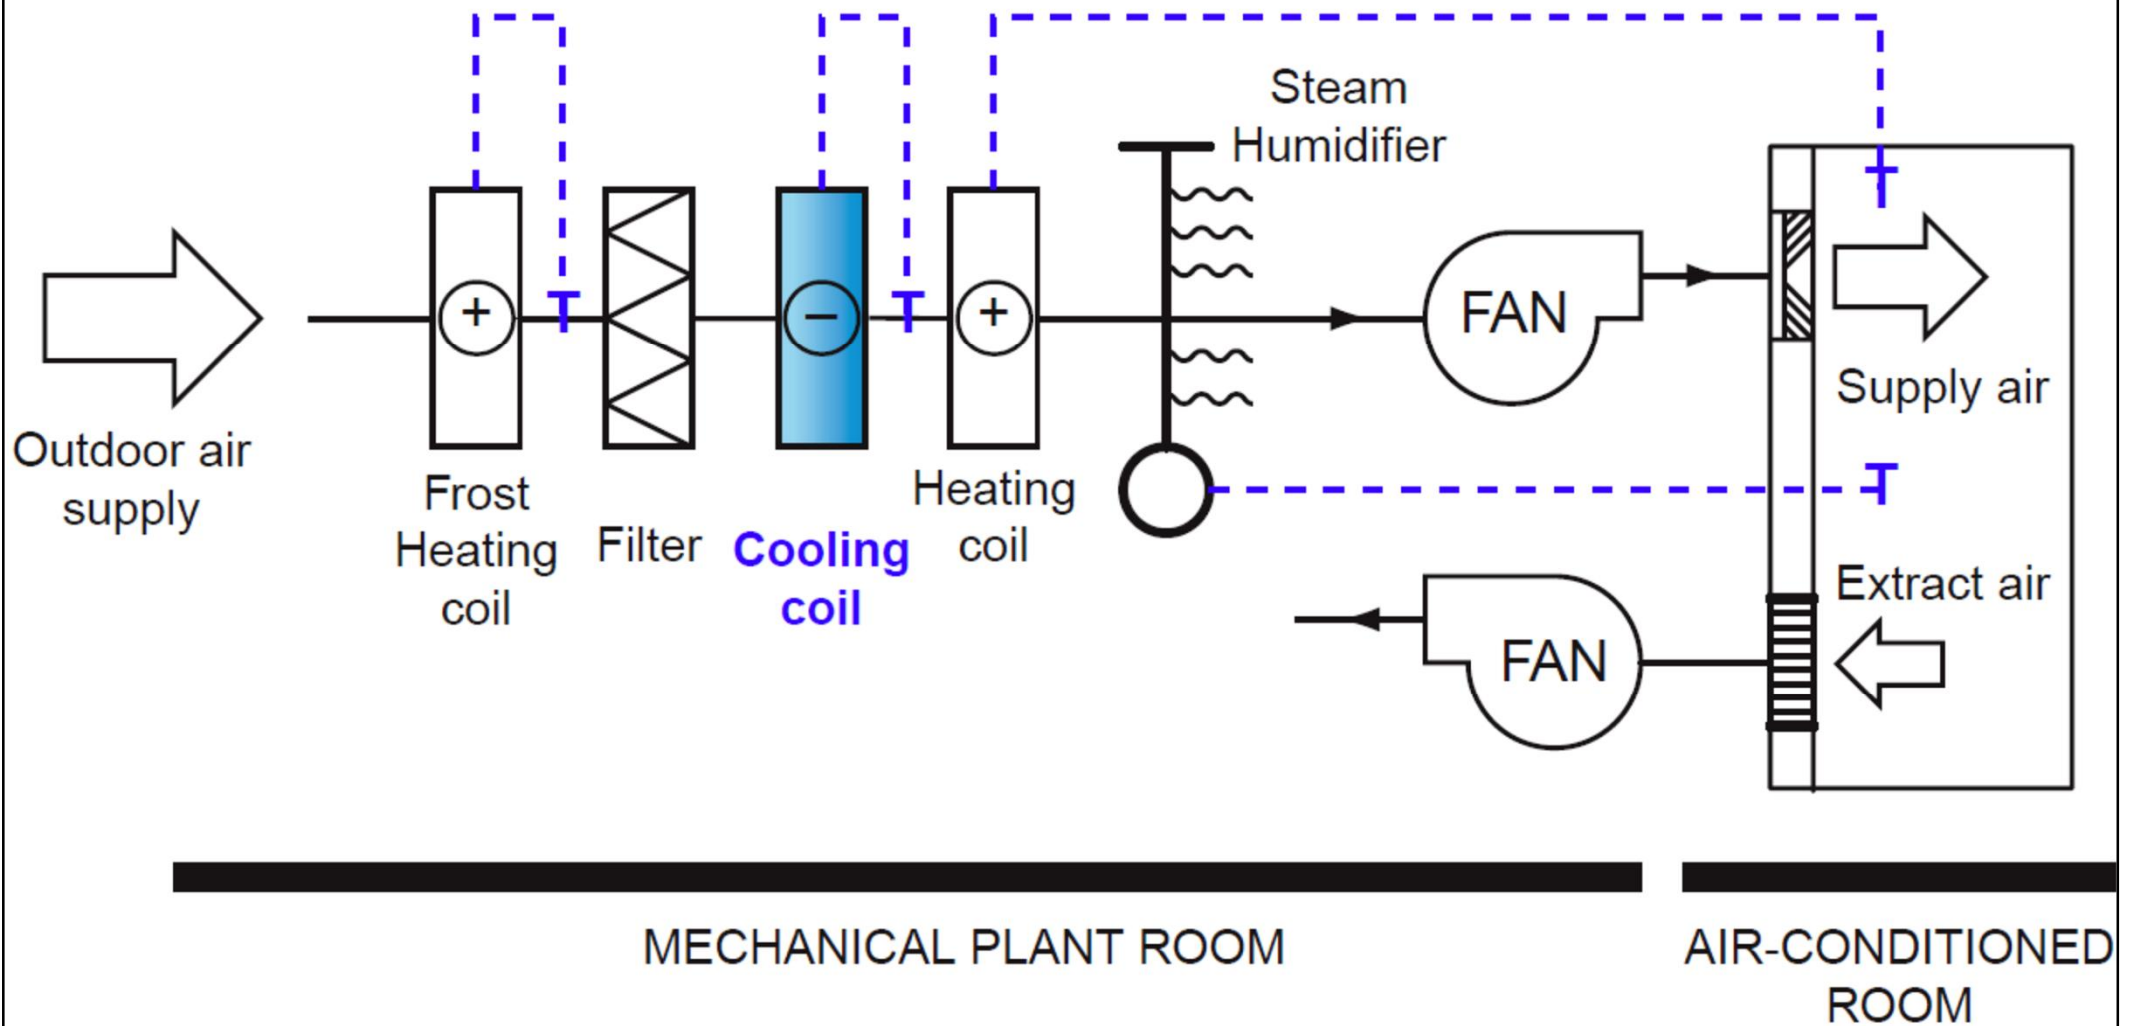 Steam
Humidifier
T
T
T
+
−
+
T
FAN
Supply air
Outdoor air
supply
Frost
Heating
coil
Filter
Cooling
coil
Heating
coil
T
Extract air
FAN
MECHANICAL PLANT ROOM
AIR-CONDITIONED
ROOM